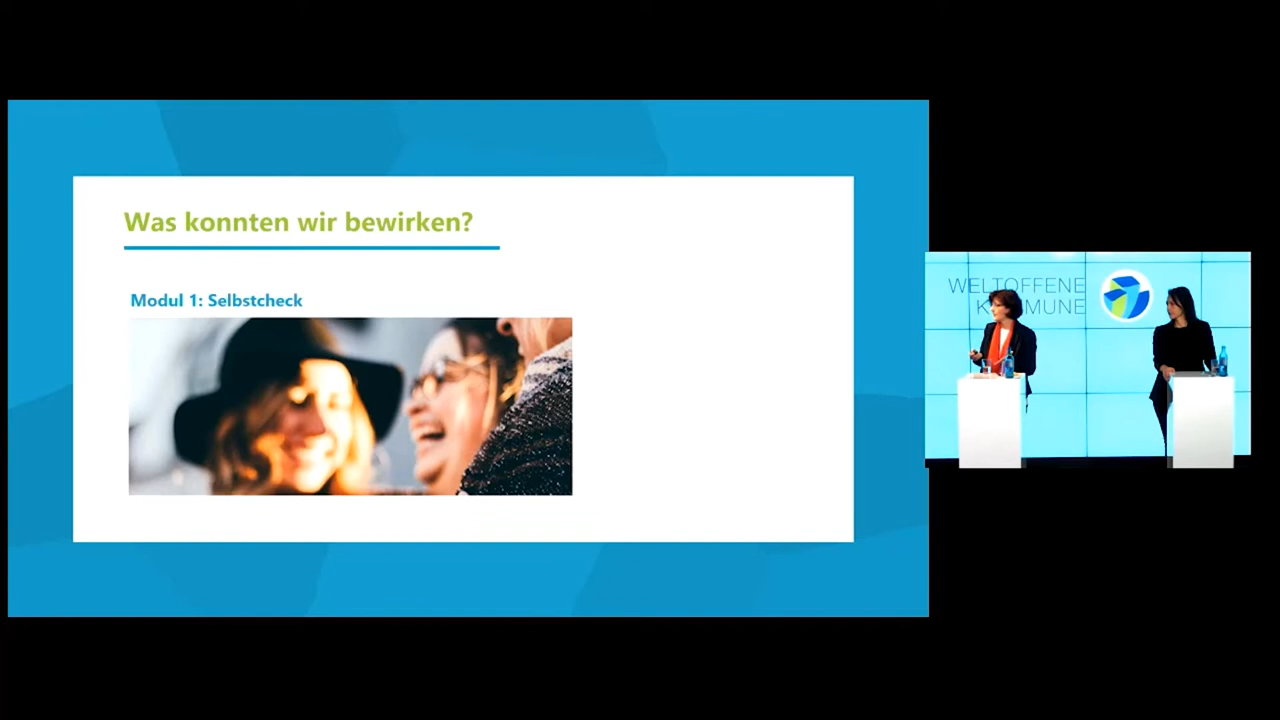 Was konnten wir bewirken?
Modul 1: Selbstcheck
WELTOFFENE
KOMMUNE